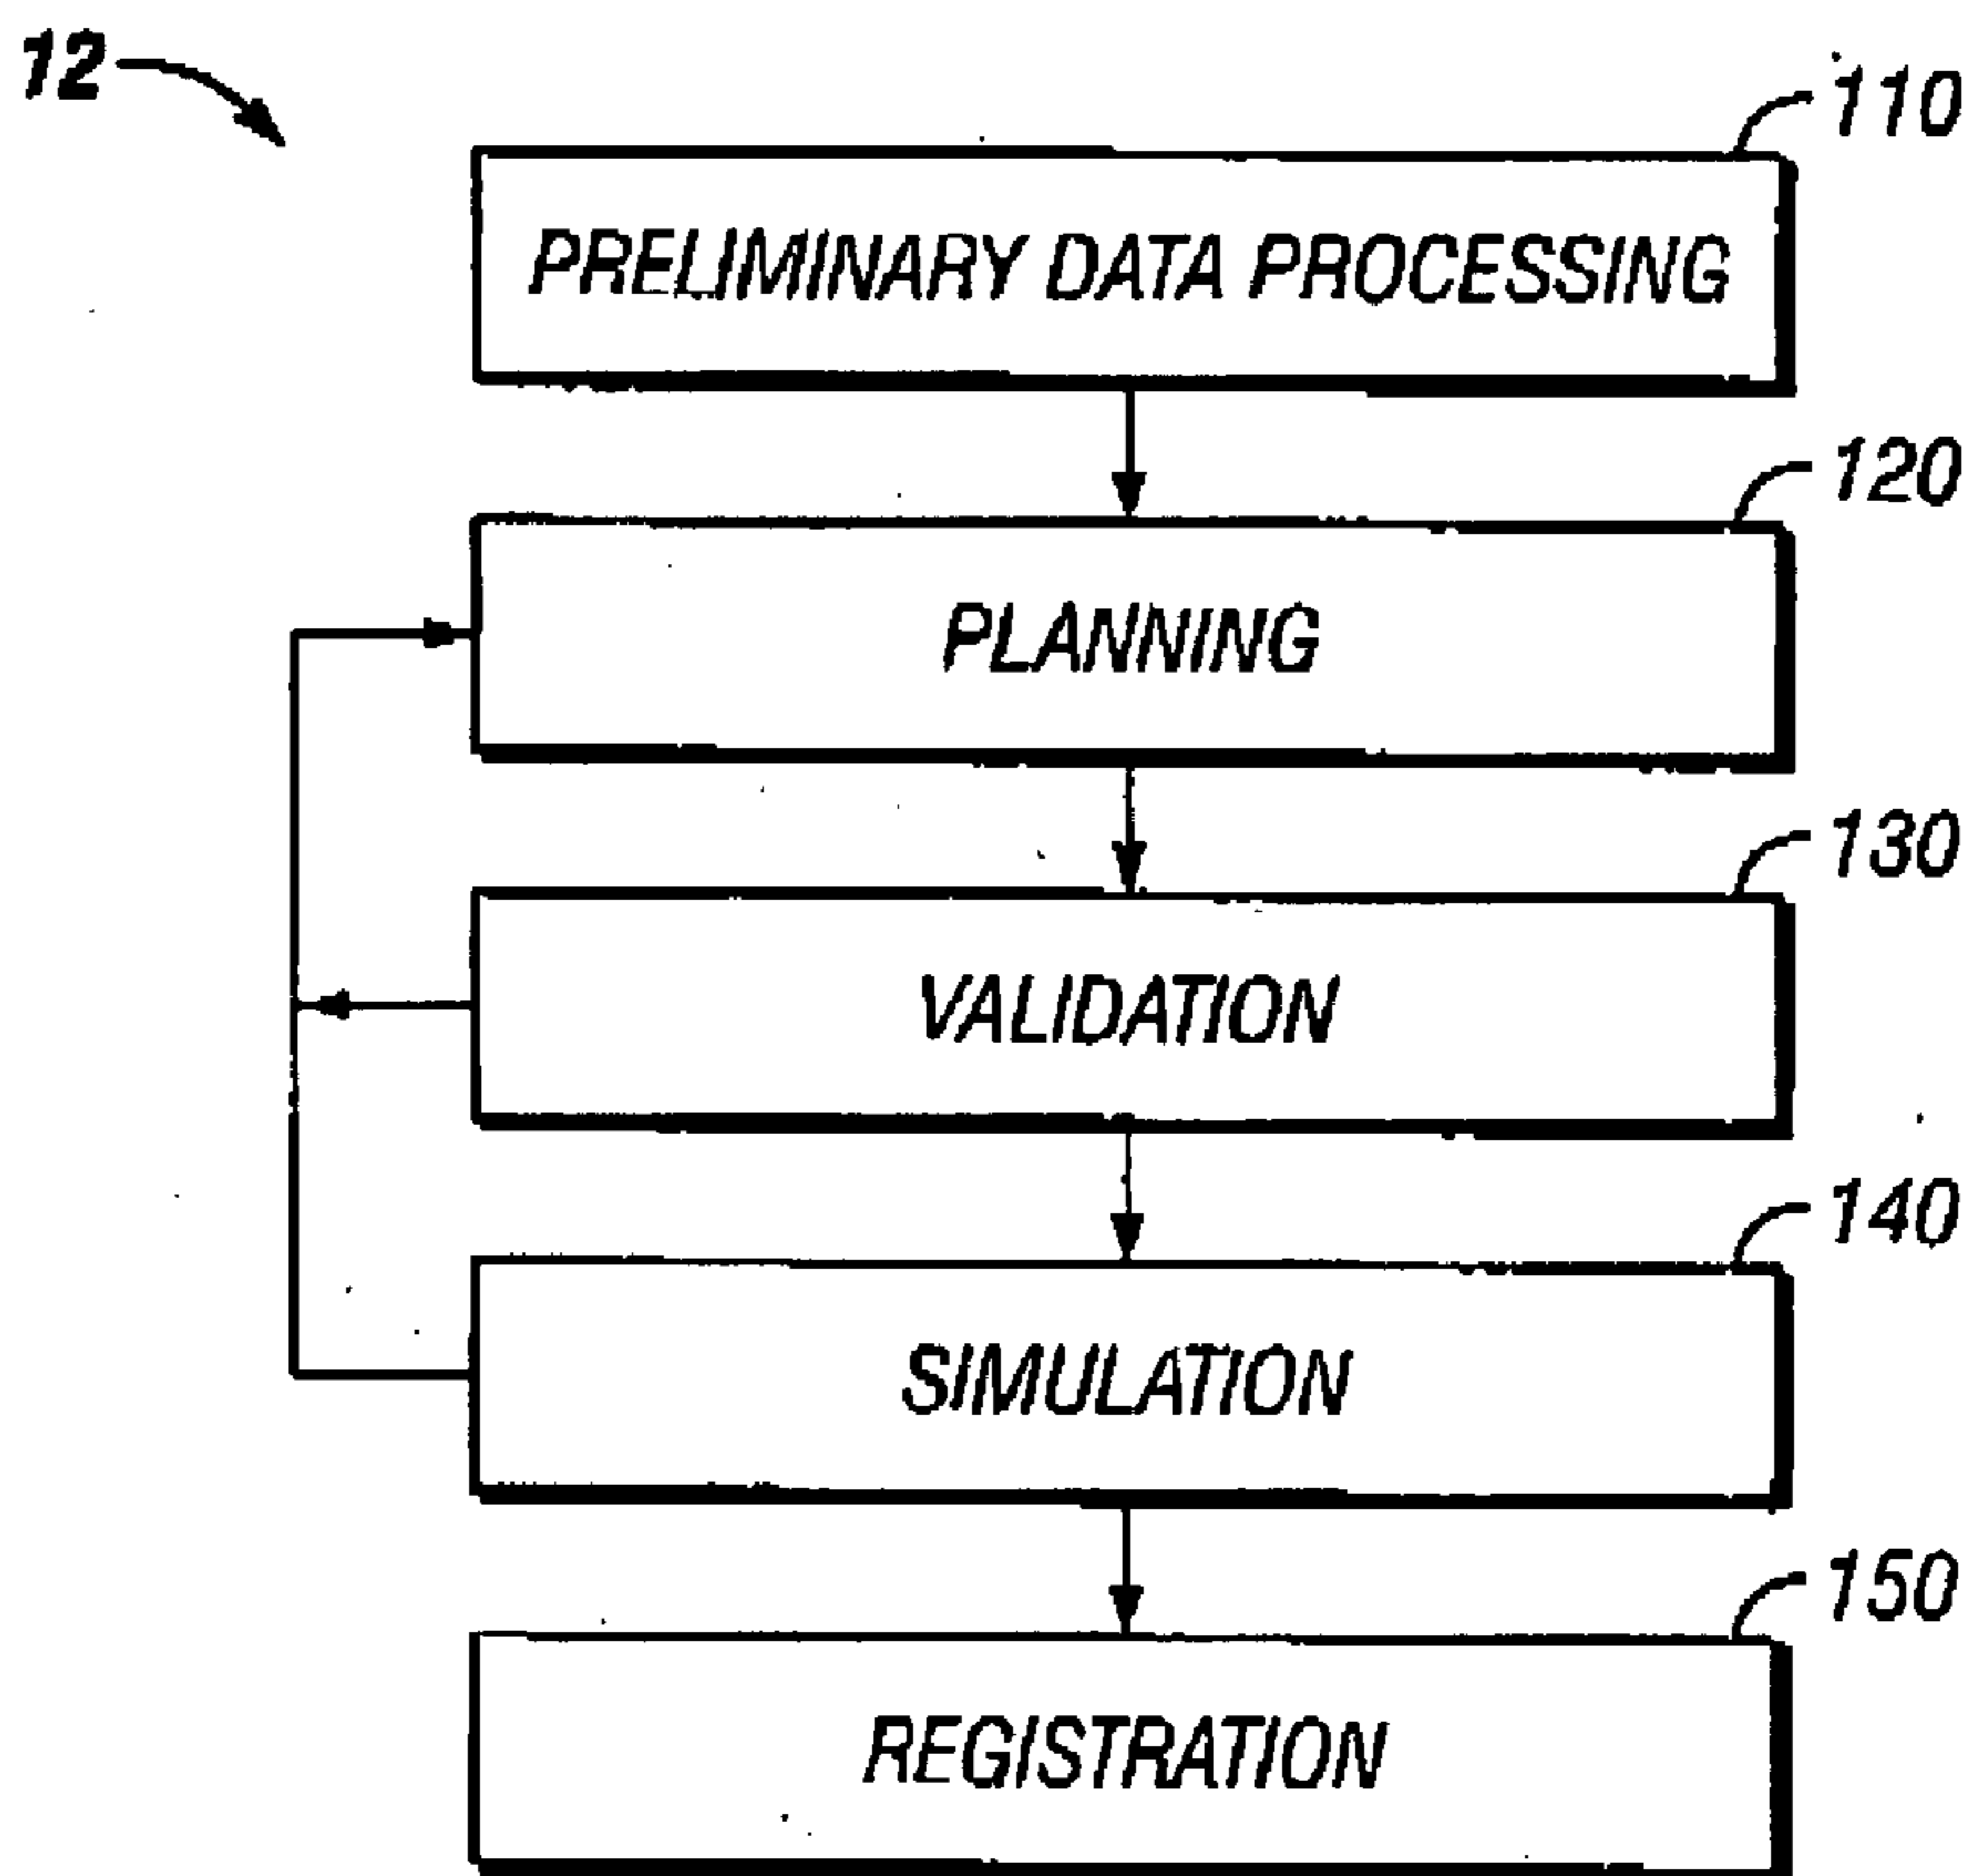 12
110
PRELIMINARY DATA PROCESSING
120
PLANNING
130
VALIDATION
140
SIMULATION
150
REGISTRATION